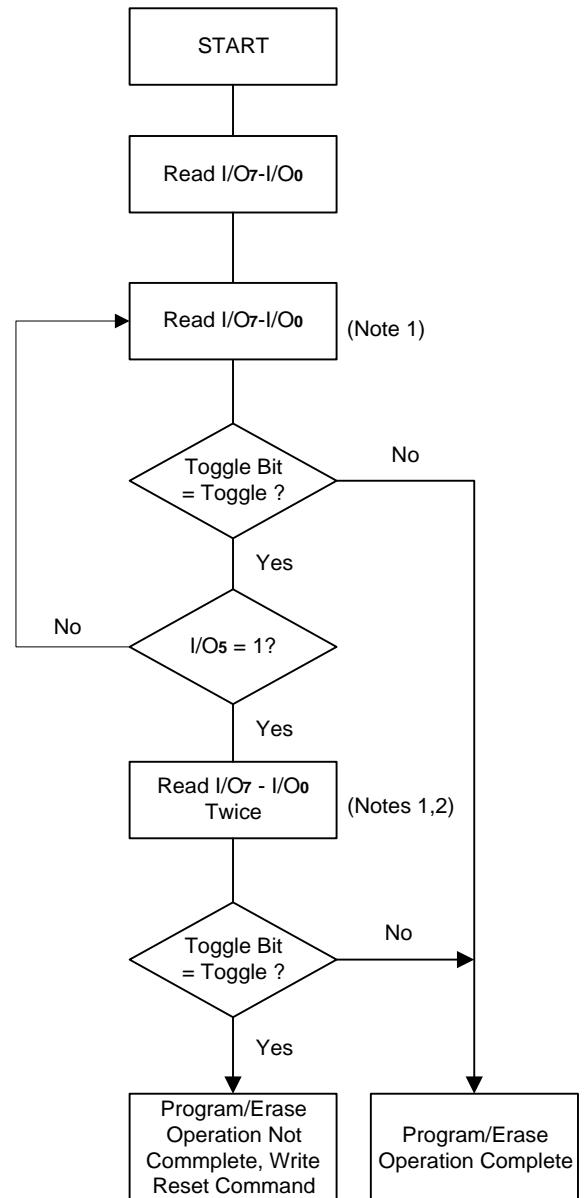 START
Read I/O7-I/O0
Read I/O7-I/O0
(Note 1)
Toggle Bit
= Toggle ?
No
Yes
No
I/O5 = 1?
Yes
Read I/O7 - I/O0
Twice
(Notes 1,2)
Toggle Bit
= Toggle ?
No
Yes
Program/Erase
Operation Not
Commplete, Write
Reset Command
Program/Erase
Operation Complete